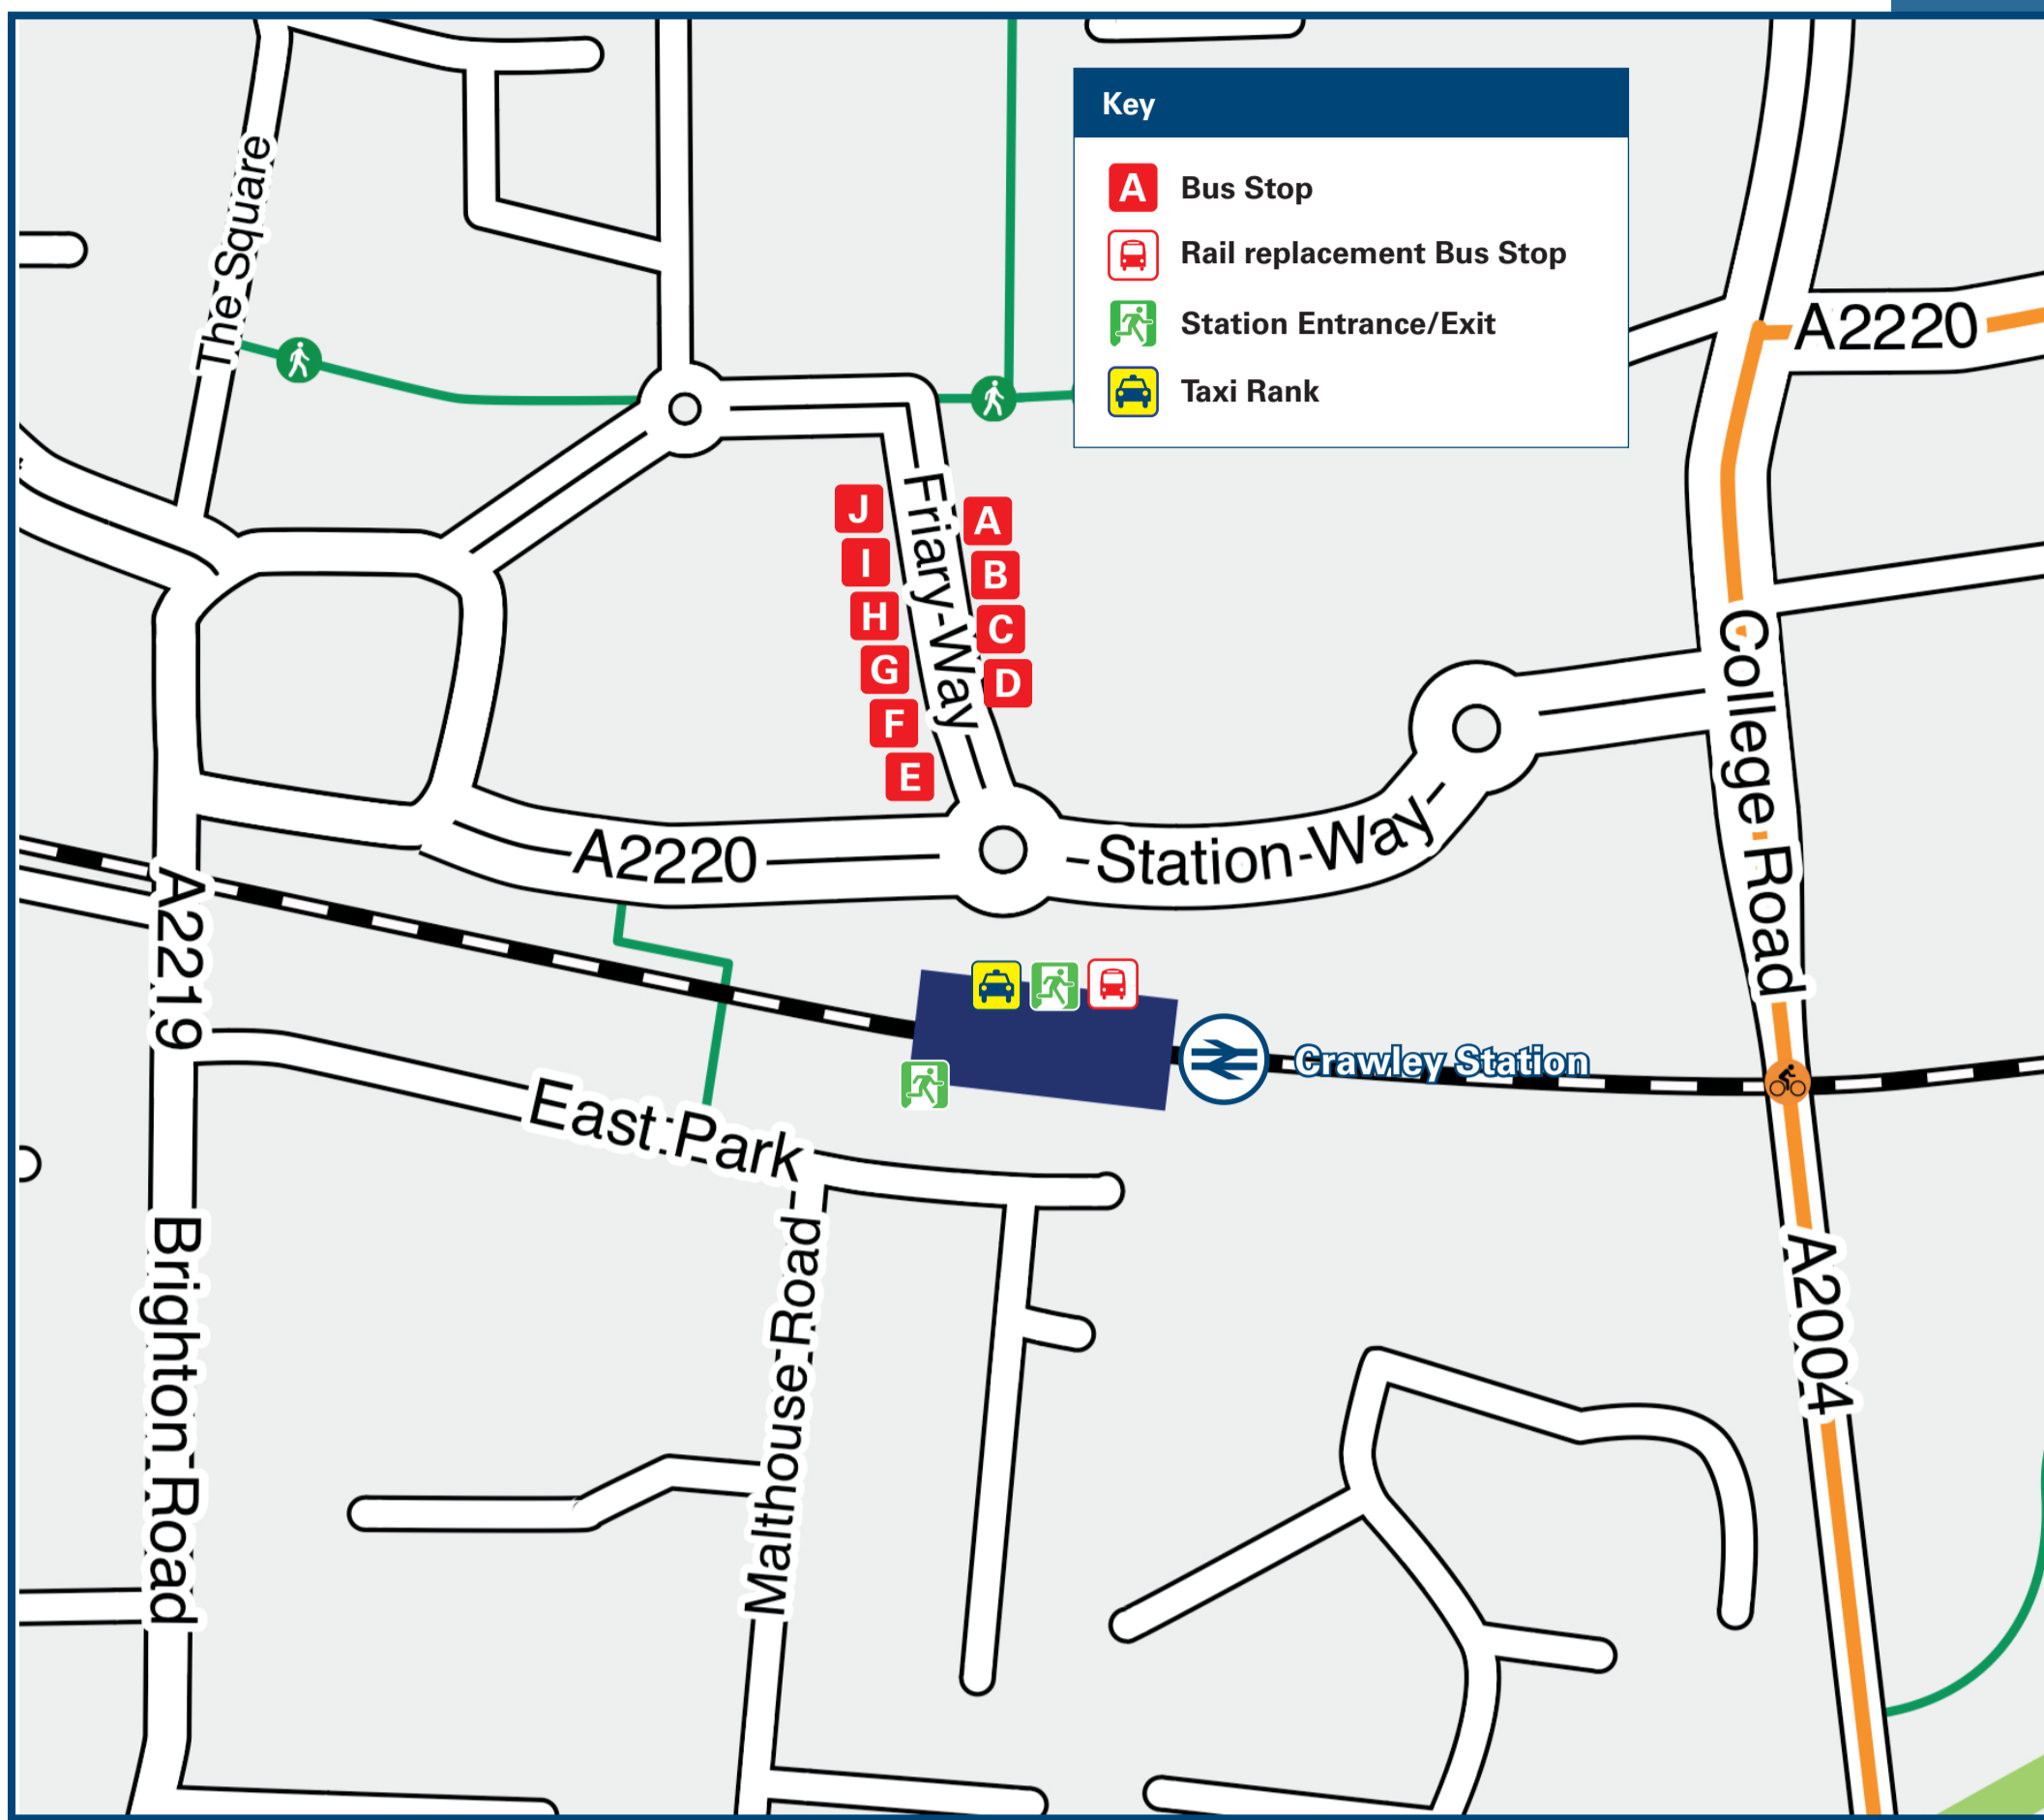 Key
A Bus Stop
Rail replacement Bus Stop
Station Entrance/Exit
Taxi Rank
The Square
A2220
Friary Way
J
A
I
B
H
C
G
D
F
E
College Road
A2220
Station Way
A2219
Crawley Station
East Park
Malthouse Road
Brighton Road
A2004